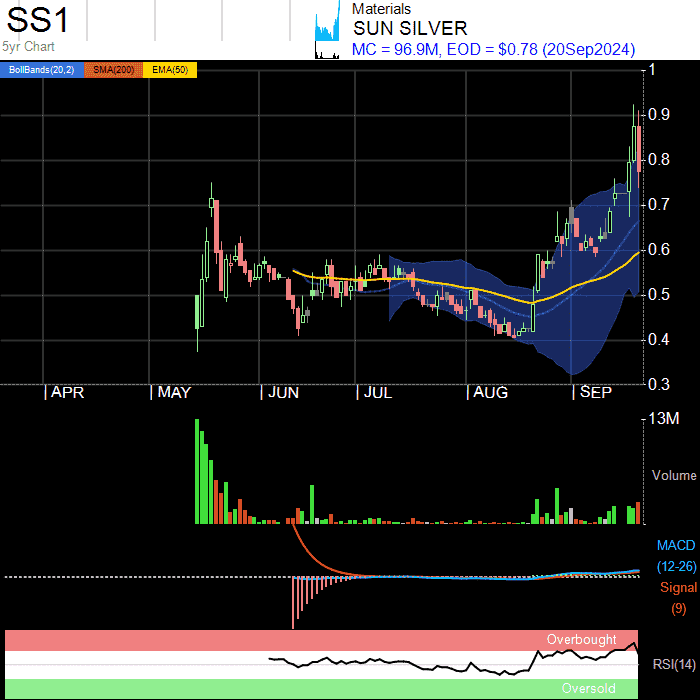 SS1
5yr Chart
Materials
SUN SILVER
MC = 96.9M, EOD = $0.78 (20Sep2024)
BollBands(20,2) SMA(200) EMA(50)
1
0.9
0.8
0.7
0.6
0.5
0.4
0.3
APR MAY JUN JUL AUG SEP
13M
Volume
MACD
(12-26)
Signal
(9)
Overbought
RSI(14)
Oversold